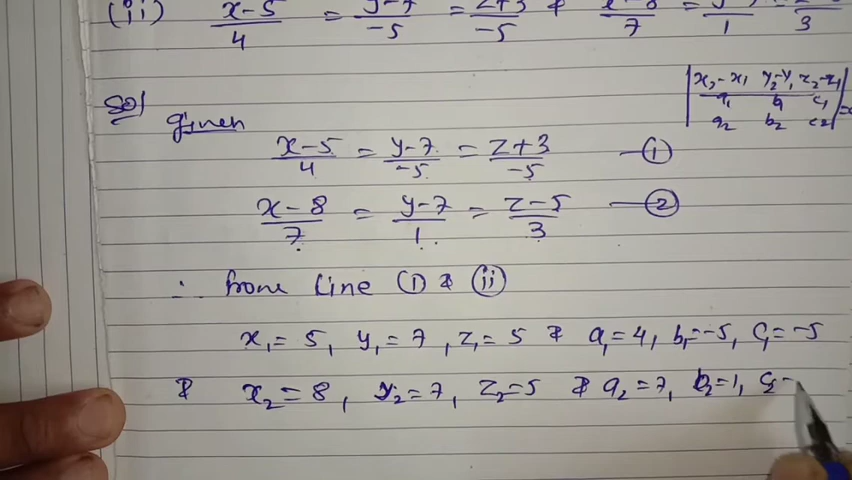 (ii) x-5/4 = y-7/-5 = z+3/-5 & x-8/7 = y-7/1 = /3
| x₂-x₁ y₂-y₁ z₂-z₁ |
| a₁ b₁ c₁ | =
| a₂ b₂ c₂ |
Sol
given
x-5/4 = y-7/-5 = z+3/-5 —①
x-8/7 = y-7/1 = z-5/3 —②
∴ from Line (i) & (ii)
x₁=5, y₁=7, z₁=5 & a₁=4, b₁=-5, C₁=-5
& x₂=8, y₂=7, z₂=5 & a₂=7, b₂=1, C₂=